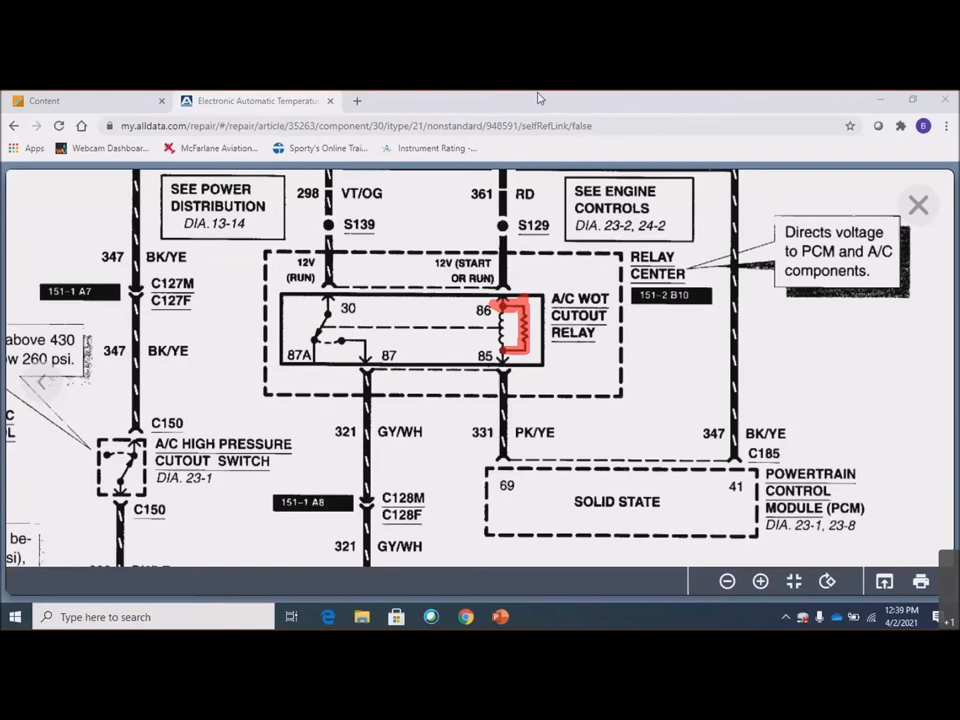 Content
Electronic Automatic Temperatu
my.alldata.com/repair/#/repair/article/35263/component/30/itype/21/nonstandard/948591/selfRefLink/false
B
Apps
Webcam Dashboar...
McFarlane Aviation...
Sporty's Online Trai...
Instrument Rating -...
SEE POWER
DISTRIBUTION
DIA. 13-14
298
VT/OG
361
RD
SEE ENGINE
CONTROLS
DIA. 23-2, 24-2
S139
S129
Directs voltage
to PCM and A/C
components.
347
BK/YE
12V
(RUN)
12V (START
OR RUN)
RELAY
CENTER
151-2 B10
151-1 A7
C127M
C127F
30
86
A/C WOT
CUTOUT
RELAY
87A
87
85
above 430
w 260 psi.
347
BK/YE
C150
321
GY/WH
331
PK/YE
347
BK/YE
C185
A/C HIGH PRESSURE
CUTOUT SWITCH
DIA. 23-1
69
41
SOLID STATE
POWERTRAIN
CONTROL
MODULE (PCM)
DIA. 23-1, 23-8
C150
151-1 A8
C128M
C128F
be-
si),
321
GY/WH
Type here to search
12:39 PM
4/2/2021
+1